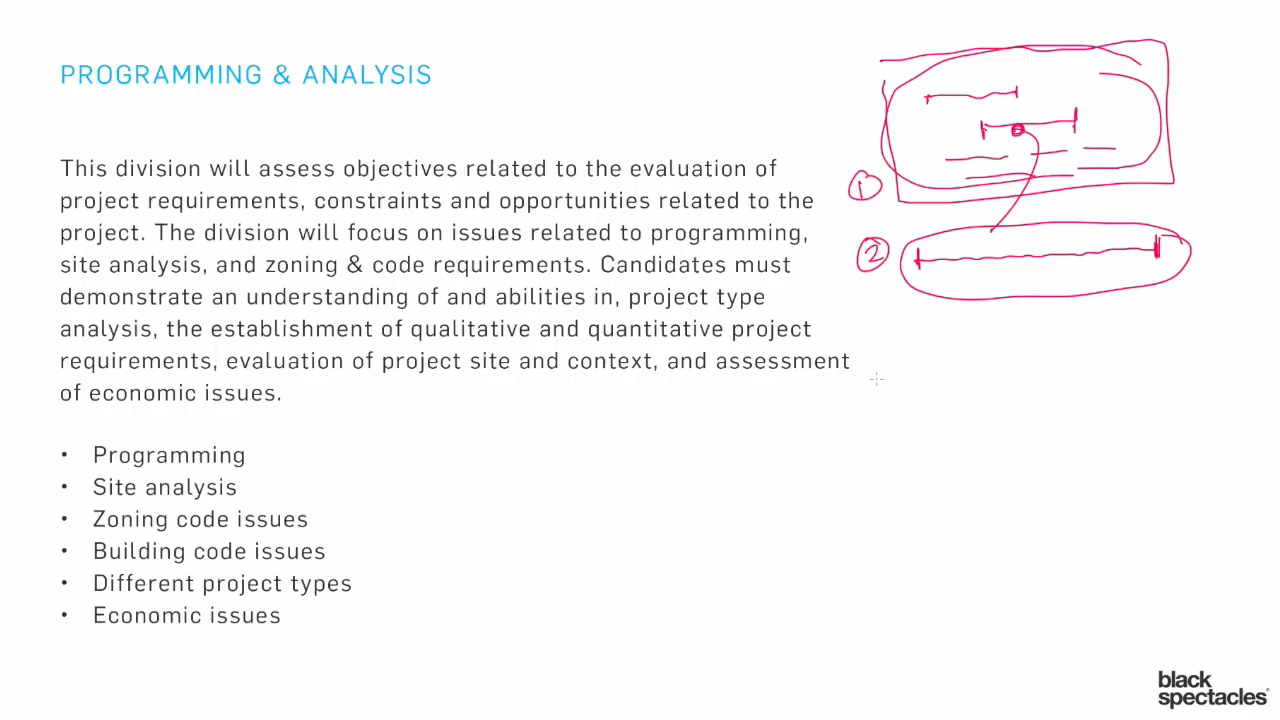 PROGRAMMING & ANALYSIS
This division will assess objectives related to the evaluation of
project requirements, constraints and opportunities related to the
project. The division will focus on issues related to programming,
site analysis, and zoning & code requirements. Candidates must
demonstrate an understanding of and abilities in, project type
analysis, the establishment of qualitative and quantitative project
requirements, evaluation of project site and context, and assessment
of economic issues.
• Programming
• Site analysis
• Zoning code issues
• Building code issues
• Different project types
• Economic issues
1
2
black
spectacles